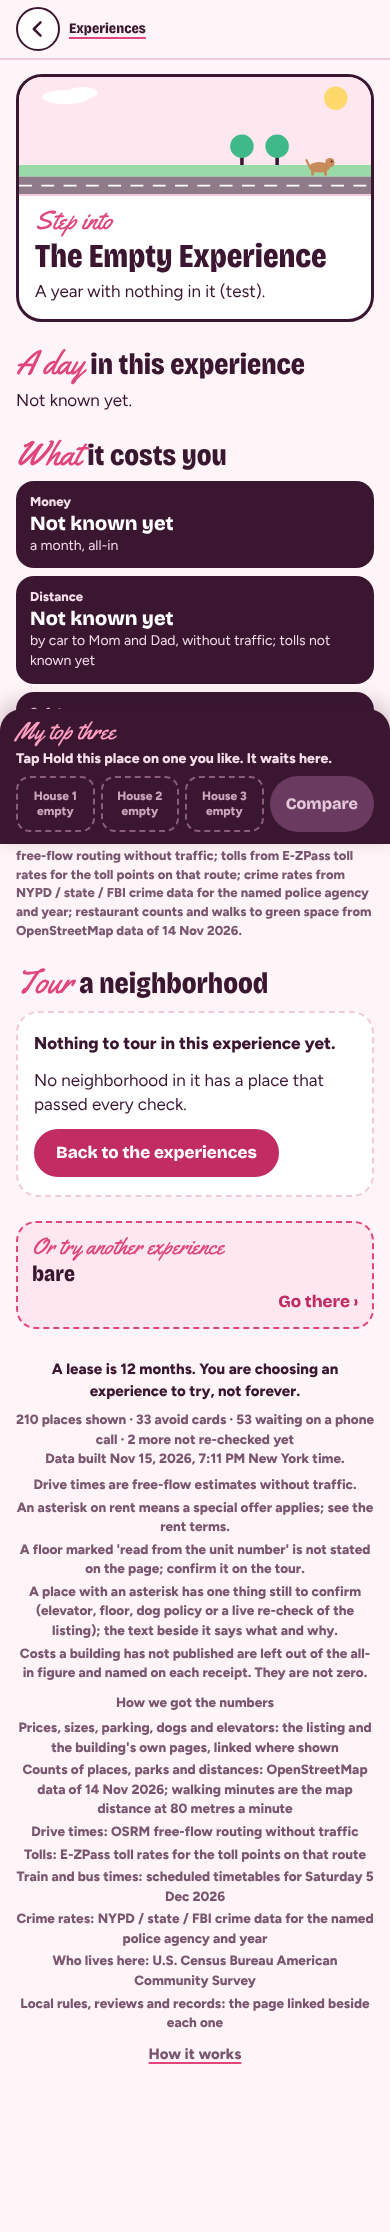 Experiences
Step into
The Empty Experience
A year with nothing in it (test).
A day in this experience
Not known yet.
What it costs you
Money
Not known yet
a month, all-in
Distance
Not known yet
by car to Mom and Dad, without traffic; tolls not
known yet
My top three
Tap Hold this place on one you like. It waits here.
House 1
empty
House 2
empty
House 3
empty
Compare
free-flow routing without traffic; tolls from E-ZPass toll
rates for the toll points on that route; crime rates from
NYPD / state / FBI crime data for the named police agency
and year; restaurant counts and walks to green space from
OpenStreetMap data of 14 Nov 2026.
Tour a neighborhood
Nothing to tour in this experience yet.
No neighborhood in it has a place that
passed every check.
Back to the experiences
Or try another experience
bare
Go there ›
A lease is 12 months. You are choosing an
experience to try, not forever.
210 places shown · 33 avoid cards · 53 waiting on a phone
call · 2 more not re-checked yet
Data built Nov 15, 2026, 7:11 PM New York time.
Drive times are free-flow estimates without traffic.
An asterisk on rent means a special offer applies; see the
rent terms.
A floor marked 'read from the unit number' is not stated
on the page; confirm it on the tour.
A place with an asterisk has one thing still to confirm
(elevator, floor, dog policy or a live re-check of the
listing); the text beside it says what and why.
Costs a building has not published are left out of the all-
in figure and named on each receipt. They are not zero.
How we got the numbers
Prices, sizes, parking, dogs and elevators: the listing and
the building's own pages, linked where shown
Counts of places, parks and distances: OpenStreetMap
data of 14 Nov 2026; walking minutes are the map
distance at 80 metres a minute
Drive times: OSRM free-flow routing without traffic
Tolls: E-ZPass toll rates for the toll points on that route
Train and bus times: scheduled timetables for Saturday 5
Dec 2026
Crime rates: NYPD / state / FBI crime data for the named
police agency and year
Who lives here: U.S. Census Bureau American
Community Survey
Local rules, reviews and records: the page linked beside
each one
How it works